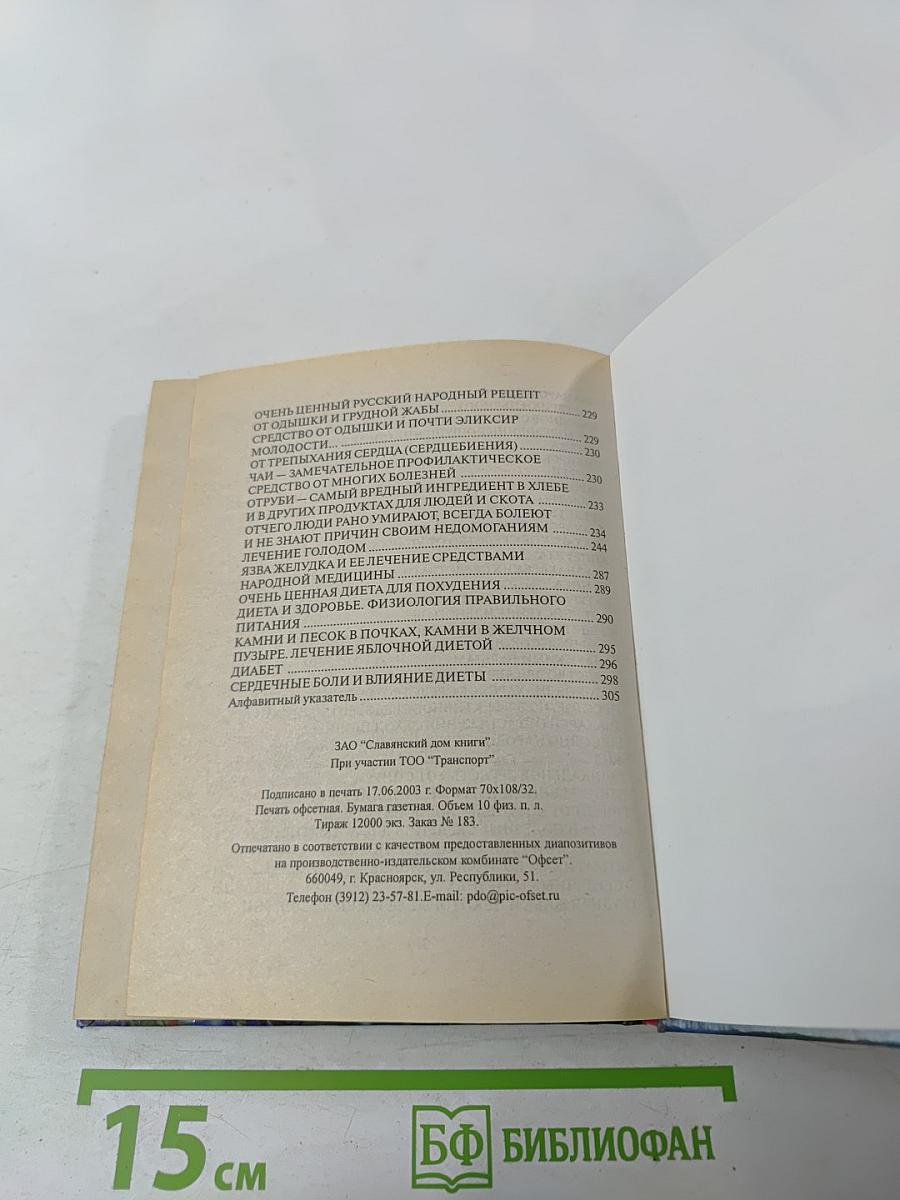 ОЧЕНЬ ЦЕННЫЙ РУССКИЙ НАРОДНЫЙ РЕЦЕПТ
ОТ ОДЫШКИ И ГРУДНОЙ ЖАБЫ ... 229
СРЕДСТВО ОТ ОДЫШКИ И ПОЧТИ ЭЛИКСИР
МОЛОДОСТИ... ... 229
ОТ ТРЕПЫХАНИЯ СЕРДЦА (СЕРДЦЕБИЕНИЯ) ... 230
ЧАИ — ЗАМЕЧАТЕЛЬНОЕ ПРОФИЛАКТИЧЕСКОЕ
СРЕДСТВО ОТ МНОГИХ БОЛЕЗНЕЙ ... 230
ОТРУБИ — САМЫЙ ВРЕДНЫЙ ИНГРЕДИЕНТ В ХЛЕБЕ
И В ДРУГИХ ПРОДУКТАХ ДЛЯ ЛЮДЕЙ И СКОТА ... 233
ОТЧЕГО ЛЮДИ РАНО УМИРАЮТ, ВСЕГДА БОЛЕЮТ
И НЕ ЗНАЮТ ПРИЧИН СВОИМ НЕДОМОГАНИЯМ ... 234
ЛЕЧЕНИЕ ГОЛОДОМ ... 244
ЯЗВА ЖЕЛУДКА И ЕЕ ЛЕЧЕНИЕ СРЕДСТВАМИ
НАРОДНОЙ МЕДИЦИНЫ ... 287
ОЧЕНЬ ЦЕННАЯ ДИЕТА ДЛЯ ПОХУДЕНИЯ ... 289
ДИЕТА И ЗДОРОВЬЕ. ФИЗИОЛОГИЯ ПРАВИЛЬНОГО
ПИТАНИЯ ... 290
КАМНИ И ПЕСОК В ПОЧКАХ, КАМНИ В ЖЕЛЧНОМ
ПУЗЫРЕ. ЛЕЧЕНИЕ ЯБЛОЧНОЙ ДИЕТОЙ ... 295
ДИАБЕТ ... 296
СЕРДЕЧНЫЕ БОЛИ И ВЛИЯНИЕ ДИЕТЫ ... 298
Алфавитный указатель ... 305
ЗАО “Славянский дом книги”
При участии ТОО “Транспорт”
Подписано в печать 17.06.2003 г. Формат 70х108/32.
Печать офсетная. Бумага газетная. Объем 10 физ. п. л.
Тираж 12000 экз. Заказ № 183.
Отпечатано в соответствии с качеством предоставленных диапозитивов
на производственно-издательском комбинате “Офсет”.
660049, г. Красноярск, ул. Республики, 51.
Телефон (3912) 23-57-81.E-mail: pdo@pic-ofset.ru
15 см
БФ БИБЛИОФАН